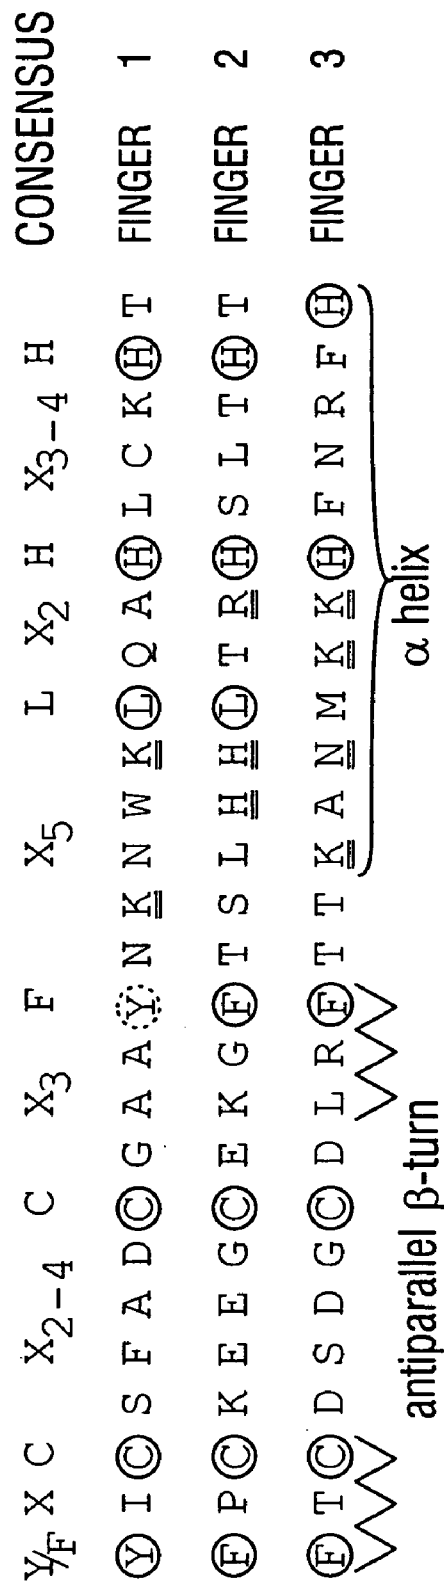 Y/F X C X2-4 C X3 F X5 L X2 H X3-4 H CONSENSUS
Y I C S F A D C G A A Y N K N W K L Q A H L C K H T FINGER 1
F P C K E E G C E K G F T S L H H L T R H S L T H T FINGER 2
F T C D S D G C D L R F T T K A N M K K H F N R F H FINGER 3
antiparallel β-turn α helix